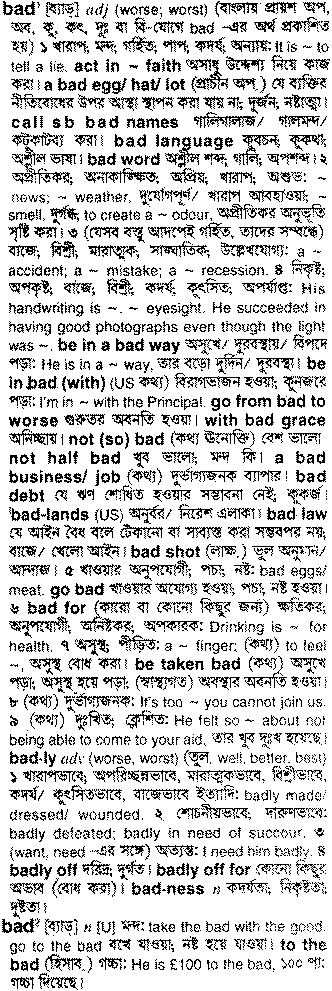 bad¹ [ব্যাড্] adj (worse; worst) (বাংলায় প্রায়শ অপ,
অব, কু, কৎ, দুঃ বা বি-যোগে bad -এর অর্থ প্রকাশিত
হয়) ১ খারাপ, মন্দ; গর্হিত, পাপ, কদর্য, অন্যায়: It is ~ to
tell a lie. act in ~ faith অসাধু উদ্দেশ্য নিয়ে কাজ
করা। a bad egg/ hat/ lot (প্রাচীন অপ.) যে ব্যক্তির
নীতিবোধের উপর আস্থা স্থাপন করা যায় না; দুর্জন, নষ্টাত্মা।
call sb bad names গালিগালাজ/ গালমন্দ/
কটুকাটব্য করা। bad language কুবচন; কুকথা;
অশ্লীল ভাষা। bad word অশ্লীল শব্দ; গালি; অপশব্দ। ২
অপ্রীতিকর, অনাকাঙ্ক্ষিত, অপ্রিয়; খারাপ, অশুভ: ~
news; ~ weather, দুর্যোগপূর্ণ/ খারাপ আবহাওয়া; ~
smell, দুর্গন্ধ; to create a ~ odour, অপ্রীতিকর অনুভূতি
সৃষ্টি করা। ৩ (যেসব বস্তু আদপেই গর্হিত, তাদের সম্বন্ধে)
বাজে; বিশ্রী, মারাত্মক, সাঙ্ঘাতিক; উল্লেখযোগ্য: a ~
accident; a ~ mistake; a ~ recession. ৪ নিকৃষ্ট;
অপকৃষ্ট, বাজে; বিশ্রী, কদর্য, কুৎসিত; অপর্যাপ্ত: His
handwriting is ~. ~ eyesight. He succeeded in
having good photographs even though the light
was ~. be in a bad way অসুখে/ দুরবস্থায়/ বিপদে
পড়া: He is in a ~ way, তার বড়ো দুর্দিন/ দুরবস্থা। be
in bad (with) (US কথ্য) বিরাগভাজন হওয়া; কুনজরে
পড়া: I'm in ~ with the Principal. go from bad to
worse গুরুতর অবনতি হওয়া। with bad grace
অনিচ্ছায়। not (so) bad (কথ্য ঊনোক্তি) বেশ ভালো
not half bad খুব ভালো; মন্দ কি। a bad
business/ job (কথ্য) দুর্ভাগ্যজনক ব্যাপার। bad
debt যে ঋণ শোধিত হওয়ার সম্ভাবনা নেই; কুকর্জ।
bad-lands (US) অনুর্বর/ নিরেশ এলাকা। bad law
যে আইন বৈধ বলে টেকানো বা সাব্যস্ত করা সম্ভবপর নয়;
বাজে/ খেলো আইন। bad shot (লাক্ষ.) ভুল অনুমান/
আন্দাজ। ৫ খাওয়ার অনুপযোগী; পচা; নষ্ট: bad eggs/
meat. go bad খাওয়ার অযোগ্য হওয়া; পচা, নষ্ট হওয়া।
৬ bad for (কারো বা কোনো কিছুর জন্য) ক্ষতিকর;
অনুপযোগী, অনিষ্টকর, অপকারক: Drinking is ~ for
health. ৭ অসুস্থ; পীড়িত: a ~ finger; (কথ্য) to feel
~, অসুস্থ বোধ করা। be taken bad (কথ্য) অসুখে
পড়া; অসুস্থ হয়ে পড়া; (স্বাস্থ্যগত) অবস্থার অবনতি হওয়া।
৮ (কথ্য) দুর্ভাগ্যজনক: It's too ~ you cannot join us.
৯ (কথ্য) দুঃখিত; ক্লেশিত: He felt so ~ about not
being able to come to your aid, তার খুব দুঃখ হয়েছে।
bad·ly adv (worse, worst) (তুল. well, better, best)
১ খারাপভাবে; অপরিচ্ছন্নভাবে, মারাত্মকভাবে, বিশ্রীভাবে,
কদর্য/ কুৎসিতভাবে, বাজেভাবে ইত্যাদি: badly made/
dressed/ wounded. ২ শোচনীয়ভাবে; দারুণভাবে:
badly defeated; badly in need of succour. ৩
(want, need -এর সঙ্গে) অত্যন্ত: I need him badly. ৪
badly off দরিদ্র; দুর্গত। badly off for কোনো কিছুর
অভাব (বোধ করা)। bad-ness n কদর্যতা; নিকৃষ্টতা;
দুষ্টতা।
bad² [ব্যাড্] n [U] মন্দ: take the bad with the good.
go to the bad বখে যাওয়া; নষ্ট হয়ে যাওয়া। to the
bad (হিসাব.) গচ্চা: He is £100 to the bad, ১০০ পা:
গচ্চা দিয়েছে।